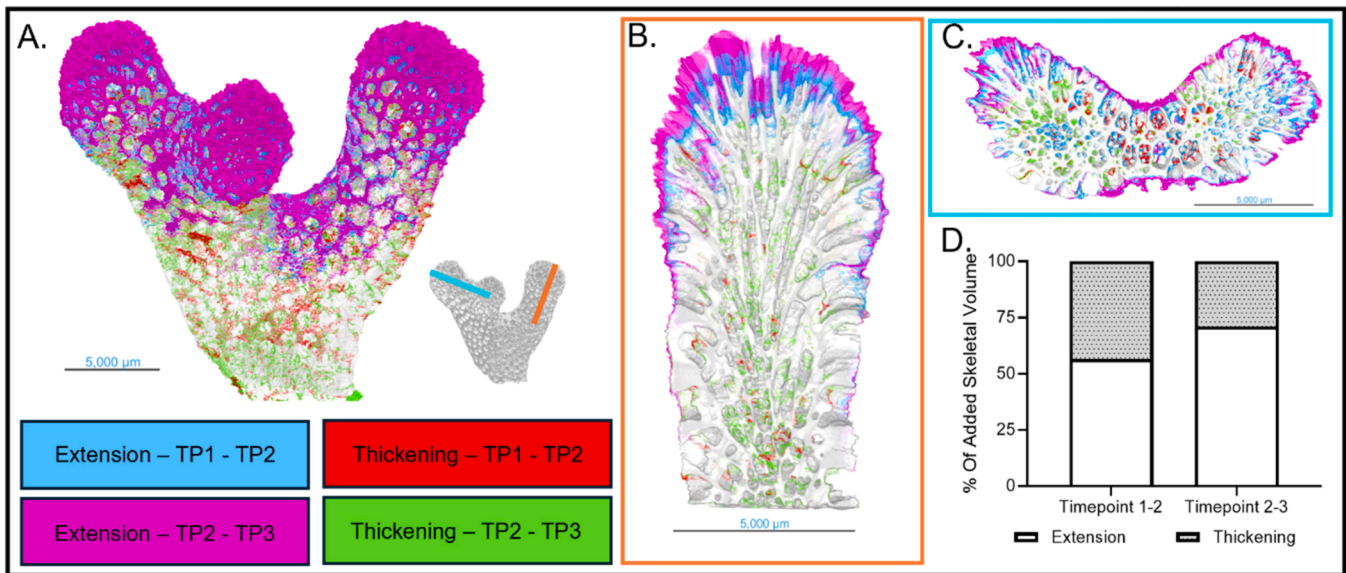 A.
B.
C.
5,000 µm
5,000 µm
5,000 µm
Extension – TP1 - TP2
Thickening – TP1 - TP2
Extension – TP2 - TP3
Thickening – TP2 - TP3
D.
% Of Added Skeletal Volume
100
75
50
25
0
Timepoint 1-2
Timepoint 2-3
Extension
Thickening